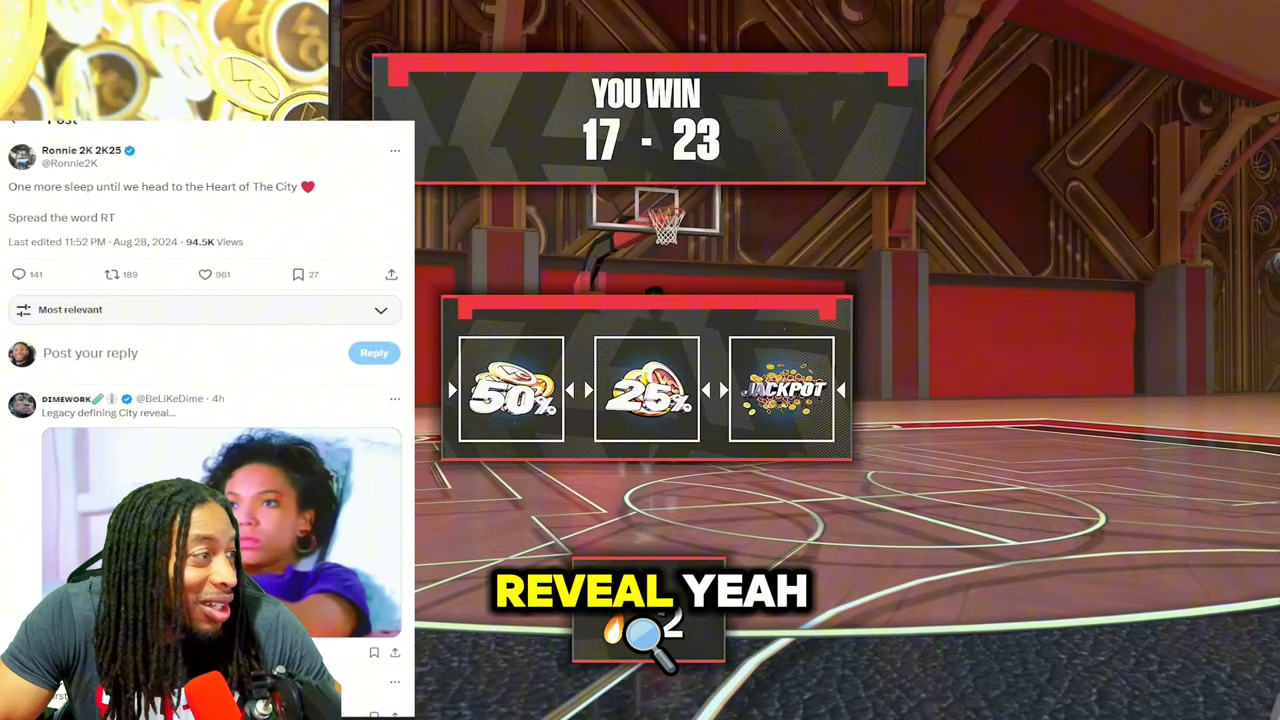 Post
Ronnie 2K 2K25
@Ronnie2K
One more sleep until we head to the Heart of The City ❤️
Spread the word RT
Last edited 11:52 PM · Aug 28, 2024 · 94.5K Views
141 189 961 27
Most relevant
Post your reply
Reply
DIMEWORK @BeLiKeDime · 4h
Legacy defining City reveal...
YOU WIN
17 - 23
50% 25% JACKPOT
REVEAL YEAH
2